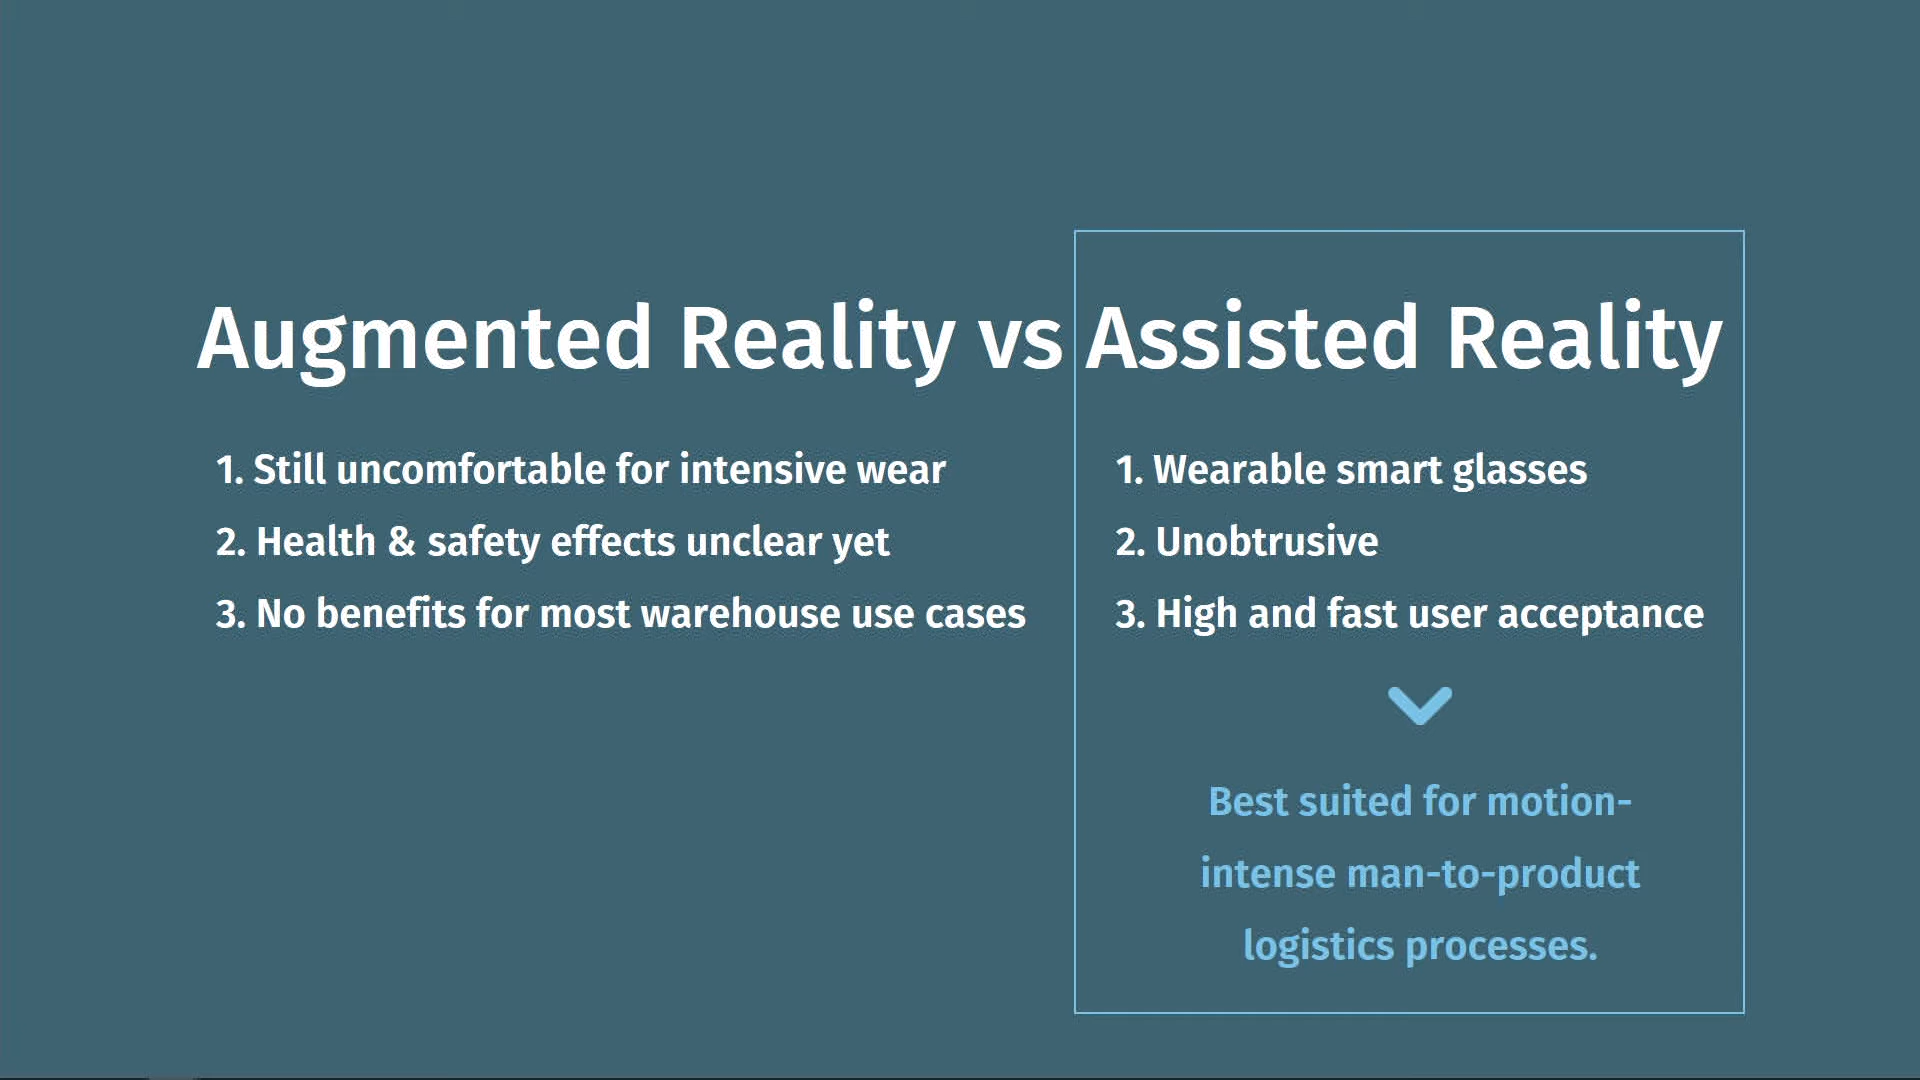 Augmented Reality vs Assisted Reality
1. Still uncomfortable for intensive wear
2. Health & safety effects unclear yet
3. No benefits for most warehouse use cases
1. Wearable smart glasses
2. Unobtrusive
3. High and fast user acceptance
Best suited for motion-
intense man-to-product
logistics processes.